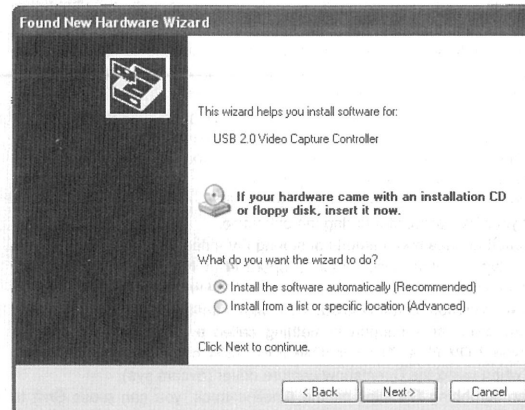 Found New Hardware Wizard
This wizard helps you install software for:
USB 2.0 Video Capture Controller
If your hardware came with an installation CD
or floppy disk, insert it now.
What do you want the wizard to do?
Install the software automatically (Recommended)
Install from a list or specific location (Advanced)
Click Next to continue.
< Back
Next >
Cancel